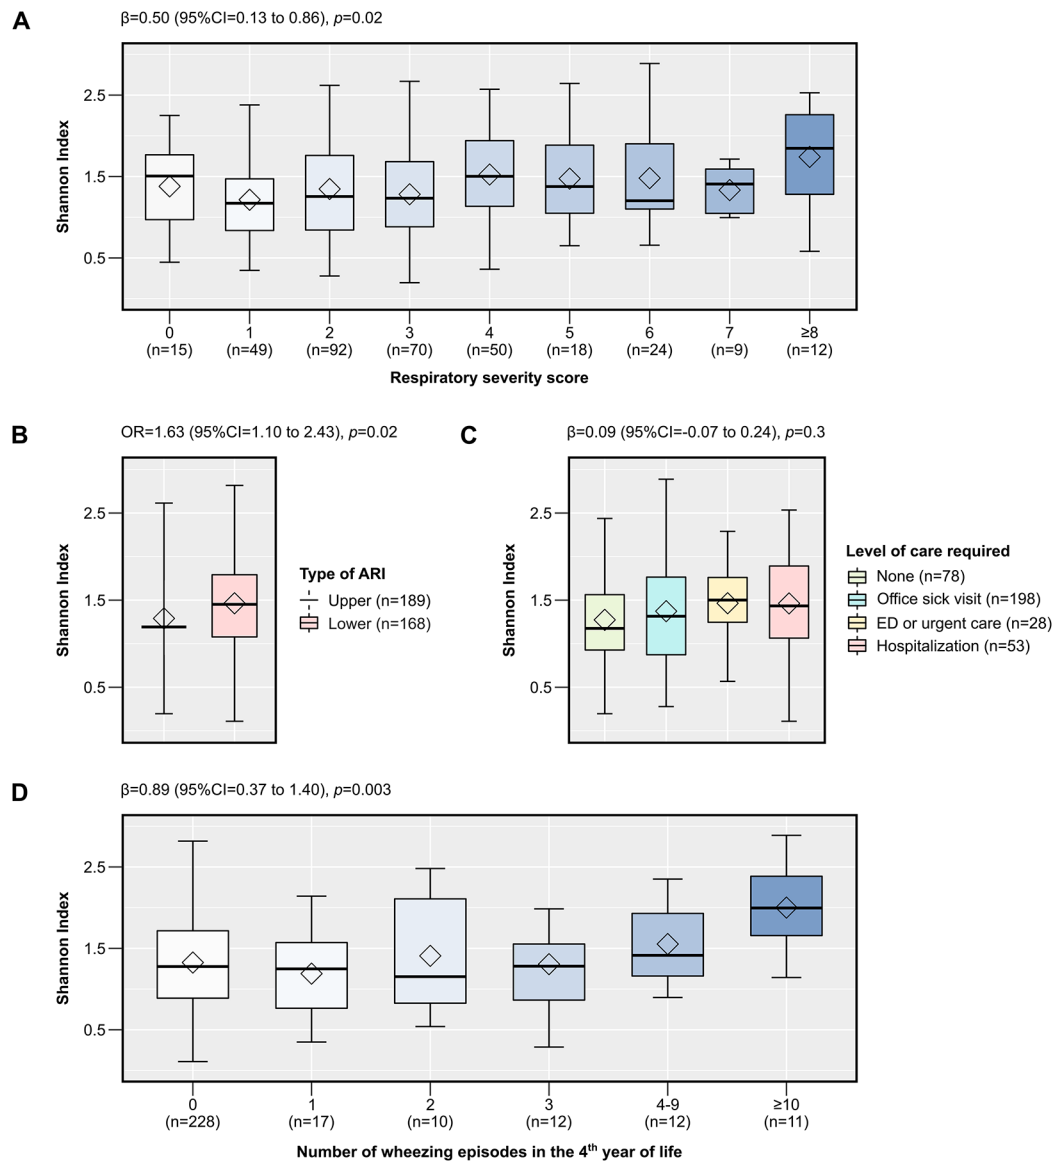 A
β=0.50 (95%CI=0.13 to 0.86), p=0.02
Shannon Index
2.5
1.5
0.5
0 1 2 3 4 5 6 7 ≥8
(n=15) (n=49) (n=92) (n=70) (n=50) (n=18) (n=24) (n=9) (n=12)
Respiratory severity score
B
OR=1.63 (95%CI=1.10 to 2.43), p=0.02
Shannon Index
2.5
1.5
0.5
Type of ARI
Upper (n=189)
Lower (n=168)
C
β=0.09 (95%CI=-0.07 to 0.24), p=0.3
Shannon Index
2.5
1.5
0.5
Level of care required
None (n=78)
Office sick visit (n=198)
ED or urgent care (n=28)
Hospitalization (n=53)
D
β=0.89 (95%CI=0.37 to 1.40), p=0.003
Shannon Index
2.5
1.5
0.5
0 1 2 3 4-9 ≥10
(n=228) (n=17) (n=10) (n=12) (n=12) (n=11)
Number of wheezing episodes in the 4th year of life